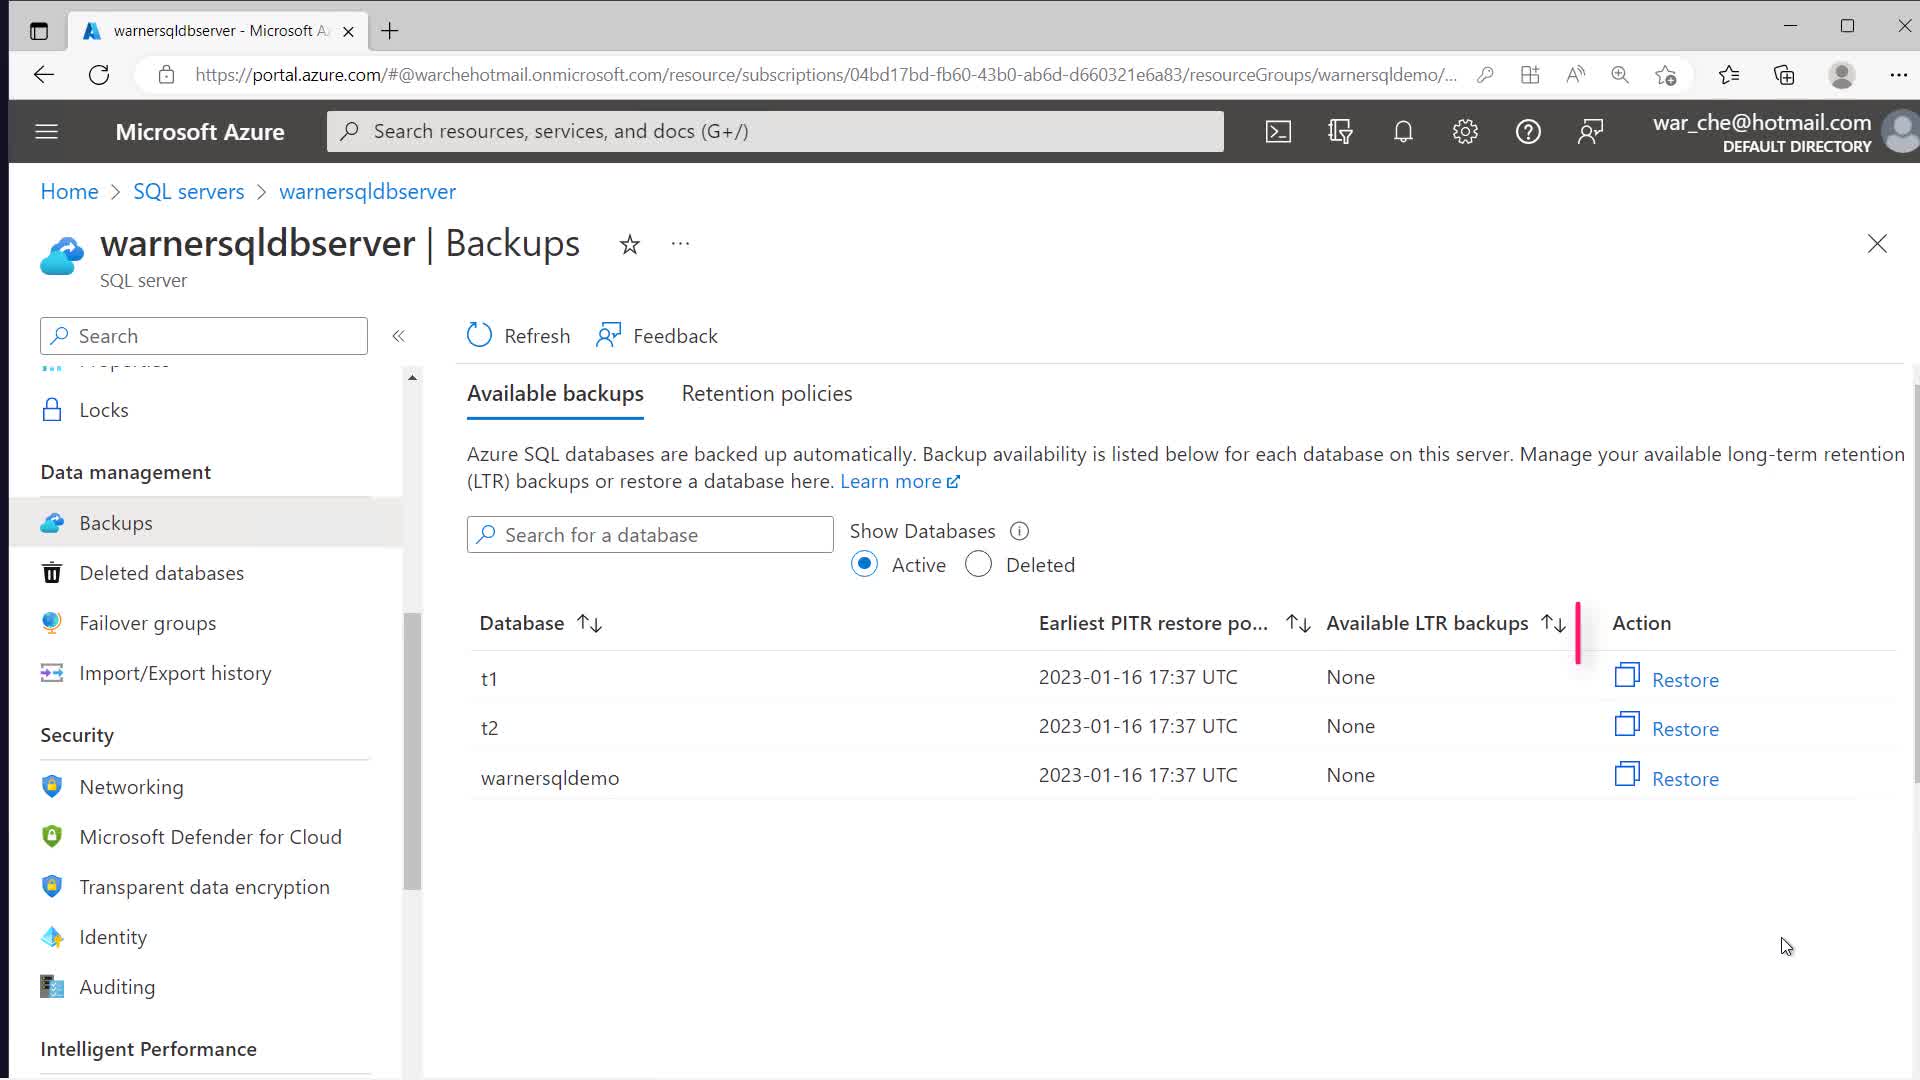 warnersqldbserver - Microsoft A
https://portal.azure.com/#@warchehotmail.onmicrosoft.com/resource/subscriptions/04bd17bd-fb60-43b0-ab6d-d660321e6a83/resourceGroups/warnersqldemo/...
Microsoft Azure
Search resources, services, and docs (G+/)
war_che@hotmail.com
DEFAULT DIRECTORY
Home > SQL servers > warnersqldbserver
warnersqldbserver | Backups
SQL server
Search
Refresh
Feedback
Properties
Locks
Data management
Backups
Deleted databases
Failover groups
Import/Export history
Security
Networking
Microsoft Defender for Cloud
Transparent data encryption
Identity
Auditing
Intelligent Performance
Available backups
Retention policies
Azure SQL databases are backed up automatically. Backup availability is listed below for each database on this server. Manage your available long-term retention
(LTR) backups or restore a database here. Learn more
Search for a database
Show Databases
Active
Deleted
Database Earliest PITR restore po... Available LTR backups Action
t1 2023-01-16 17:37 UTC None Restore
t2 2023-01-16 17:37 UTC None Restore
warnersqldemo 2023-01-16 17:37 UTC None Restore